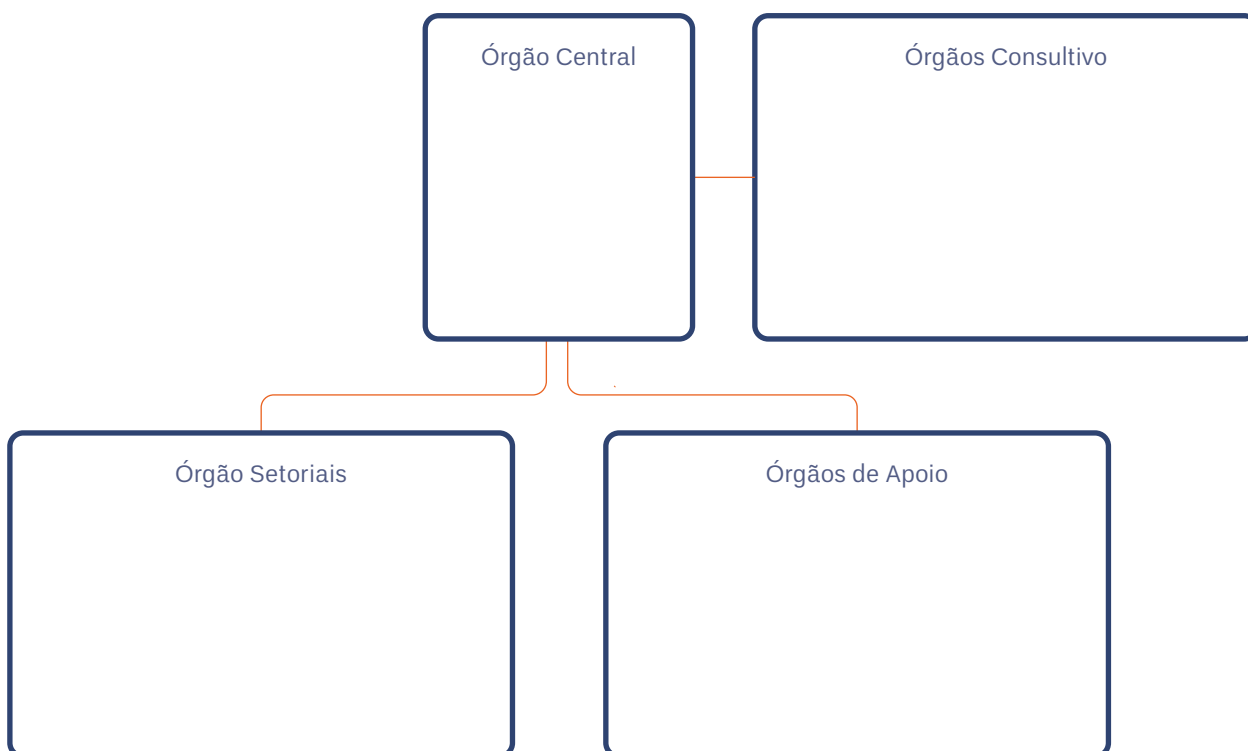 Órgão Central
Órgãos Consultivo
Órgão Setoriais
Órgãos de Apoio